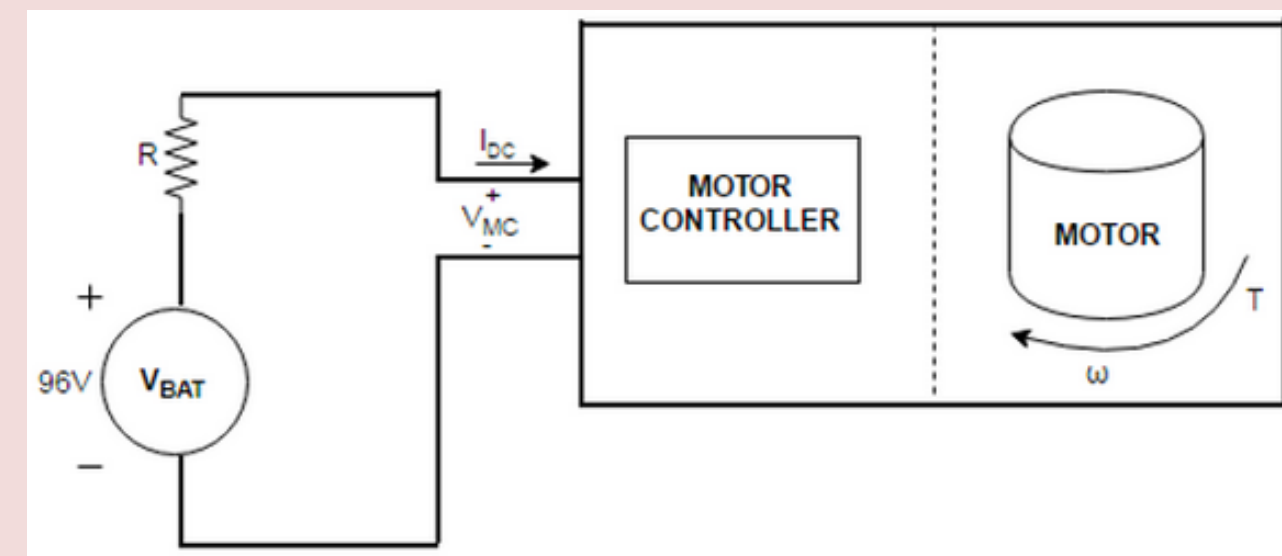 R
I_DC
+
V_MC
-
MOTOR
CONTROLLER
MOTOR
T
ω
+
96V
V_BAT
−